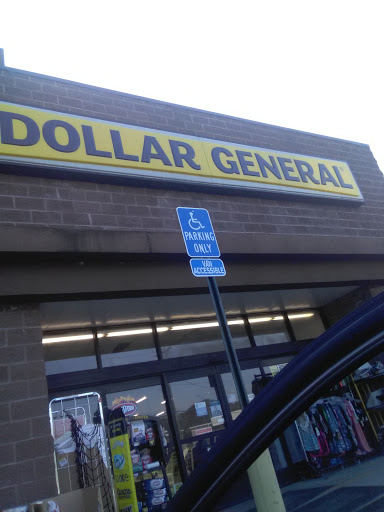 DOLLAR GENERAL
PARKING
ONLY
VAN
ACCESSIBLE